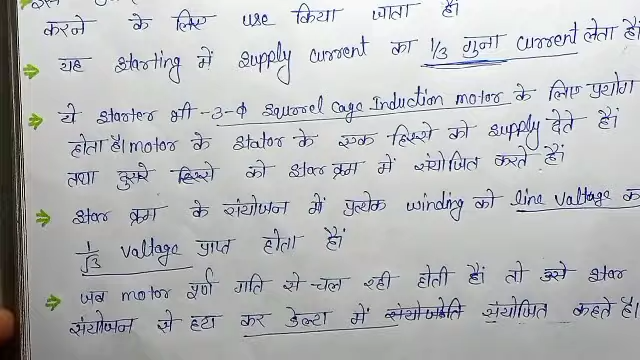 करने के लिए use किया जाता है।
यह starting में supply current का 1/3 गुना current लेता है।
ये starter भी -3-ɸ Squrrel cage Induction motor के लिए प्रयोग
होता है। motor के stator के एक हिस्से को supply देते हैं।
तथा दुसरे हिस्से को star क्रम में संयोजित करते हैं।
star क्रम के संयोजन में प्रत्येक winding को line voltage क
1/√3 voltage प्राप्त होता है।
जब motor पूर्ण गति से चल रही होती है। तो उसे star
संयोजन से हटा कर डेल्टा में संयोजित कहते है।